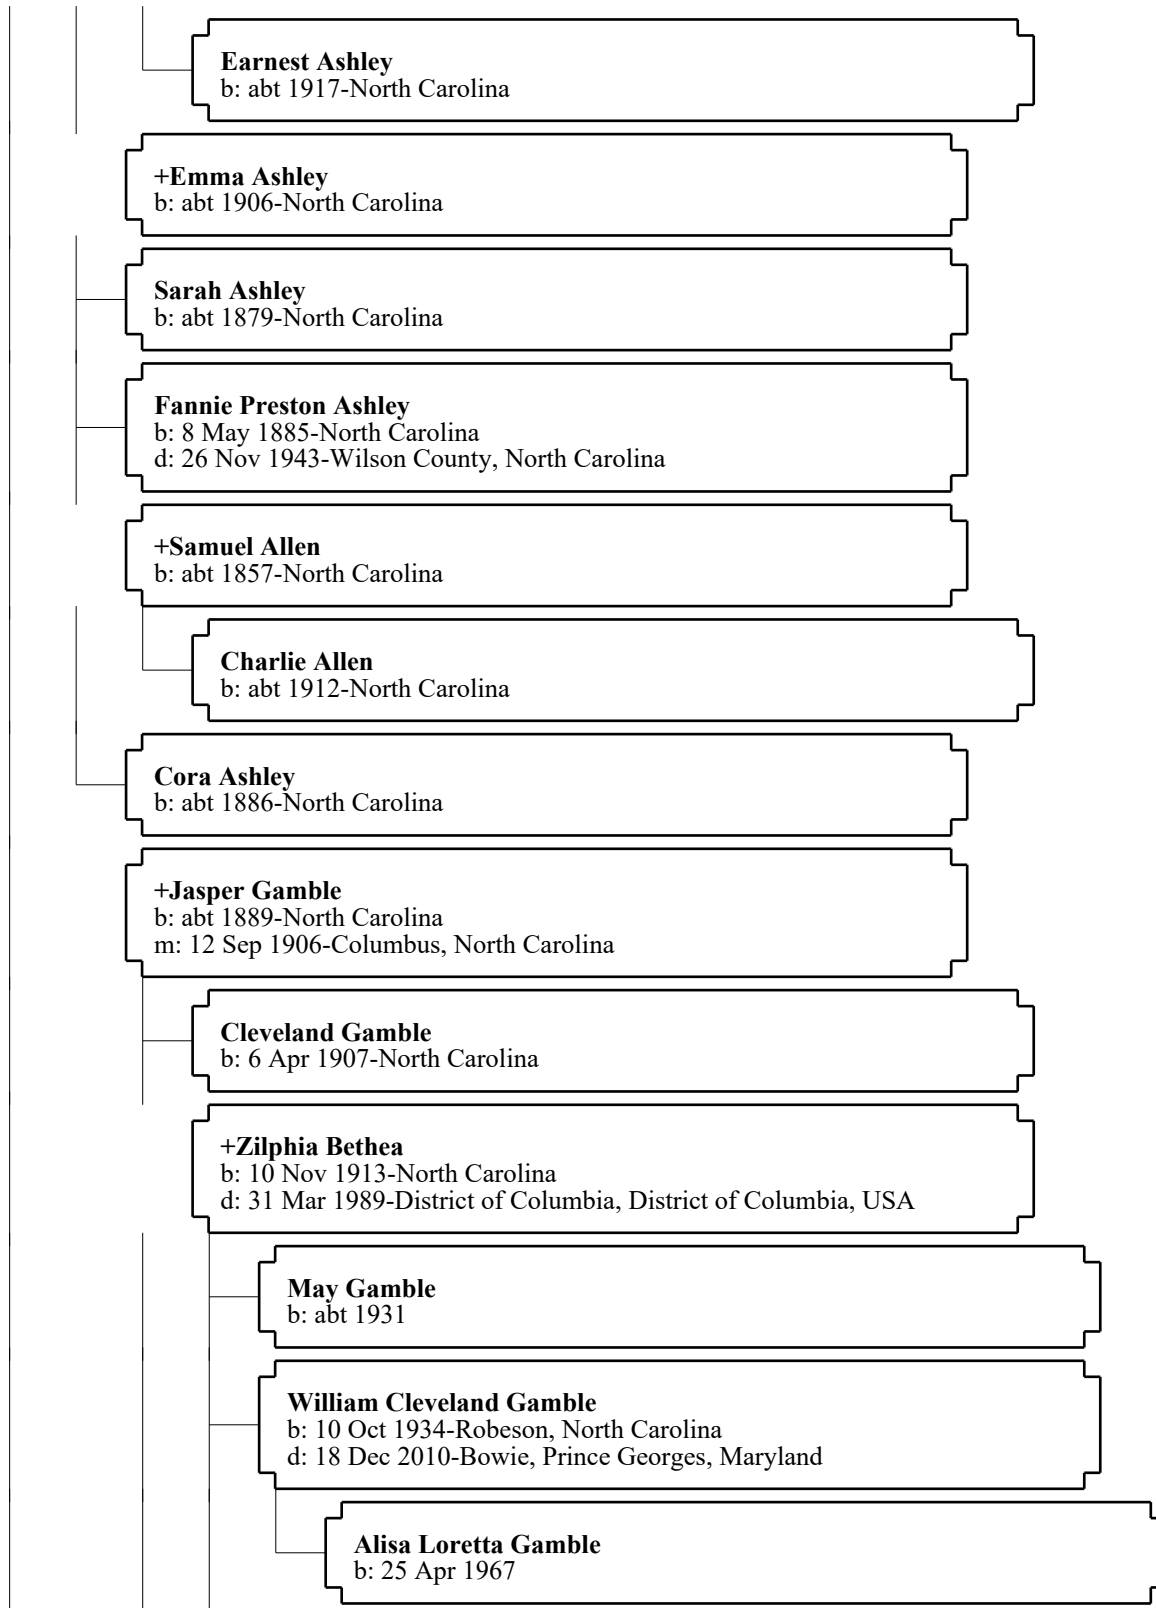 Earnest Ashley
b: abt 1917-North Carolina
+Emma Ashley
b: abt 1906-North Carolina
Sarah Ashley
b: abt 1879-North Carolina
Fannie Preston Ashley
b: 8 May 1885-North Carolina
d: 26 Nov 1943-Wilson County, North Carolina
+Samuel Allen
b: abt 1857-North Carolina
Charlie Allen
b: abt 1912-North Carolina
Cora Ashley
b: abt 1886-North Carolina
+Jasper Gamble
b: abt 1889-North Carolina
m: 12 Sep 1906-Columbus, North Carolina
Cleveland Gamble
b: 6 Apr 1907-North Carolina
+Zilphia Bethea
b: 10 Nov 1913-North Carolina
d: 31 Mar 1989-District of Columbia, District of Columbia, USA
May Gamble
b: abt 1931
William Cleveland Gamble
b: 10 Oct 1934-Robeson, North Carolina
d: 18 Dec 2010-Bowie, Prince Georges, Maryland
Alisa Loretta Gamble
b: 25 Apr 1967